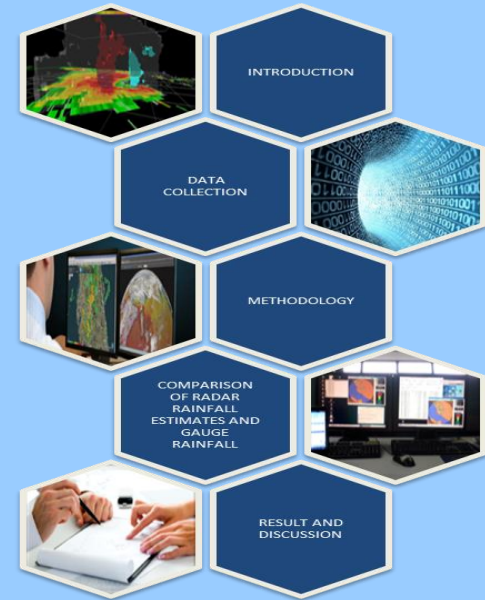 INTRODUCTION
DATA
COLLECTION
METHODOLOGY
COMPARISON
OF RADAR
RAINFALL
ESTIMATES AND
GAUGE
RAINFALL
RESULT AND
DISCUSSION